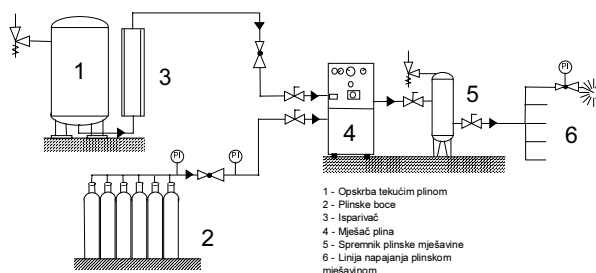 1
3
PI
PI
2
4
5
PI
6
1 - Opskrba tekućim plinom
2 - Plinske boce
3 - Isparivač
4 - Mješač plina
5 - Spremnik plinske mješavine
6 - Linija napajanja plinskom
mješavinom